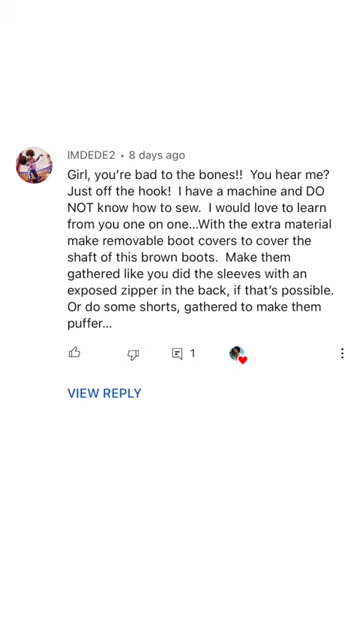 IMDEDE2 • 8 days ago
Girl, you're bad to the bones!!  You hear me?
Just off the hook!  I have a machine and DO
NOT know how to sew.  I would love to learn
from you one on one...With the extra material
make removable boot covers to cover the
shaft of this brown boots.  Make them
gathered like you did the sleeves with an
exposed zipper in the back, if that's possible.
Or do some shorts, gathered to make them
puffer...
1
VIEW REPLY